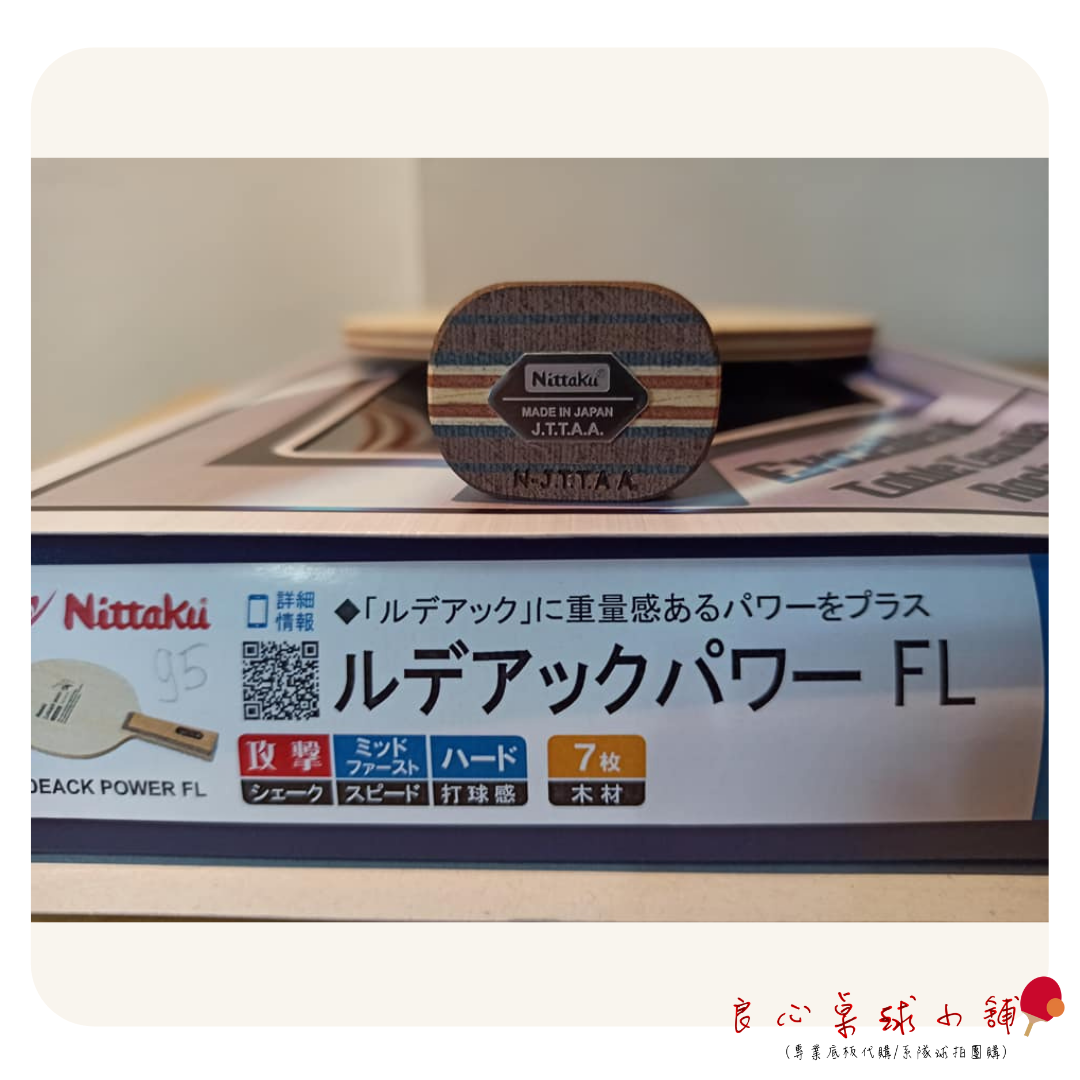 Nittaku
MADE IN JAPAN
J.T.T.A.A.
N-J.T.T.A.A.
Nittaku
95
詳細
情報
◆「ルデアック」に重量感あるパワーをプラス
ルデアックパワー FL
攻撃
シェーク
ミッド
ファースト
スピード
ハード
打球感
7枚
木材
DEACK POWER FL
良心桌球小舖
(專業底板代購/系隊球拍團購)